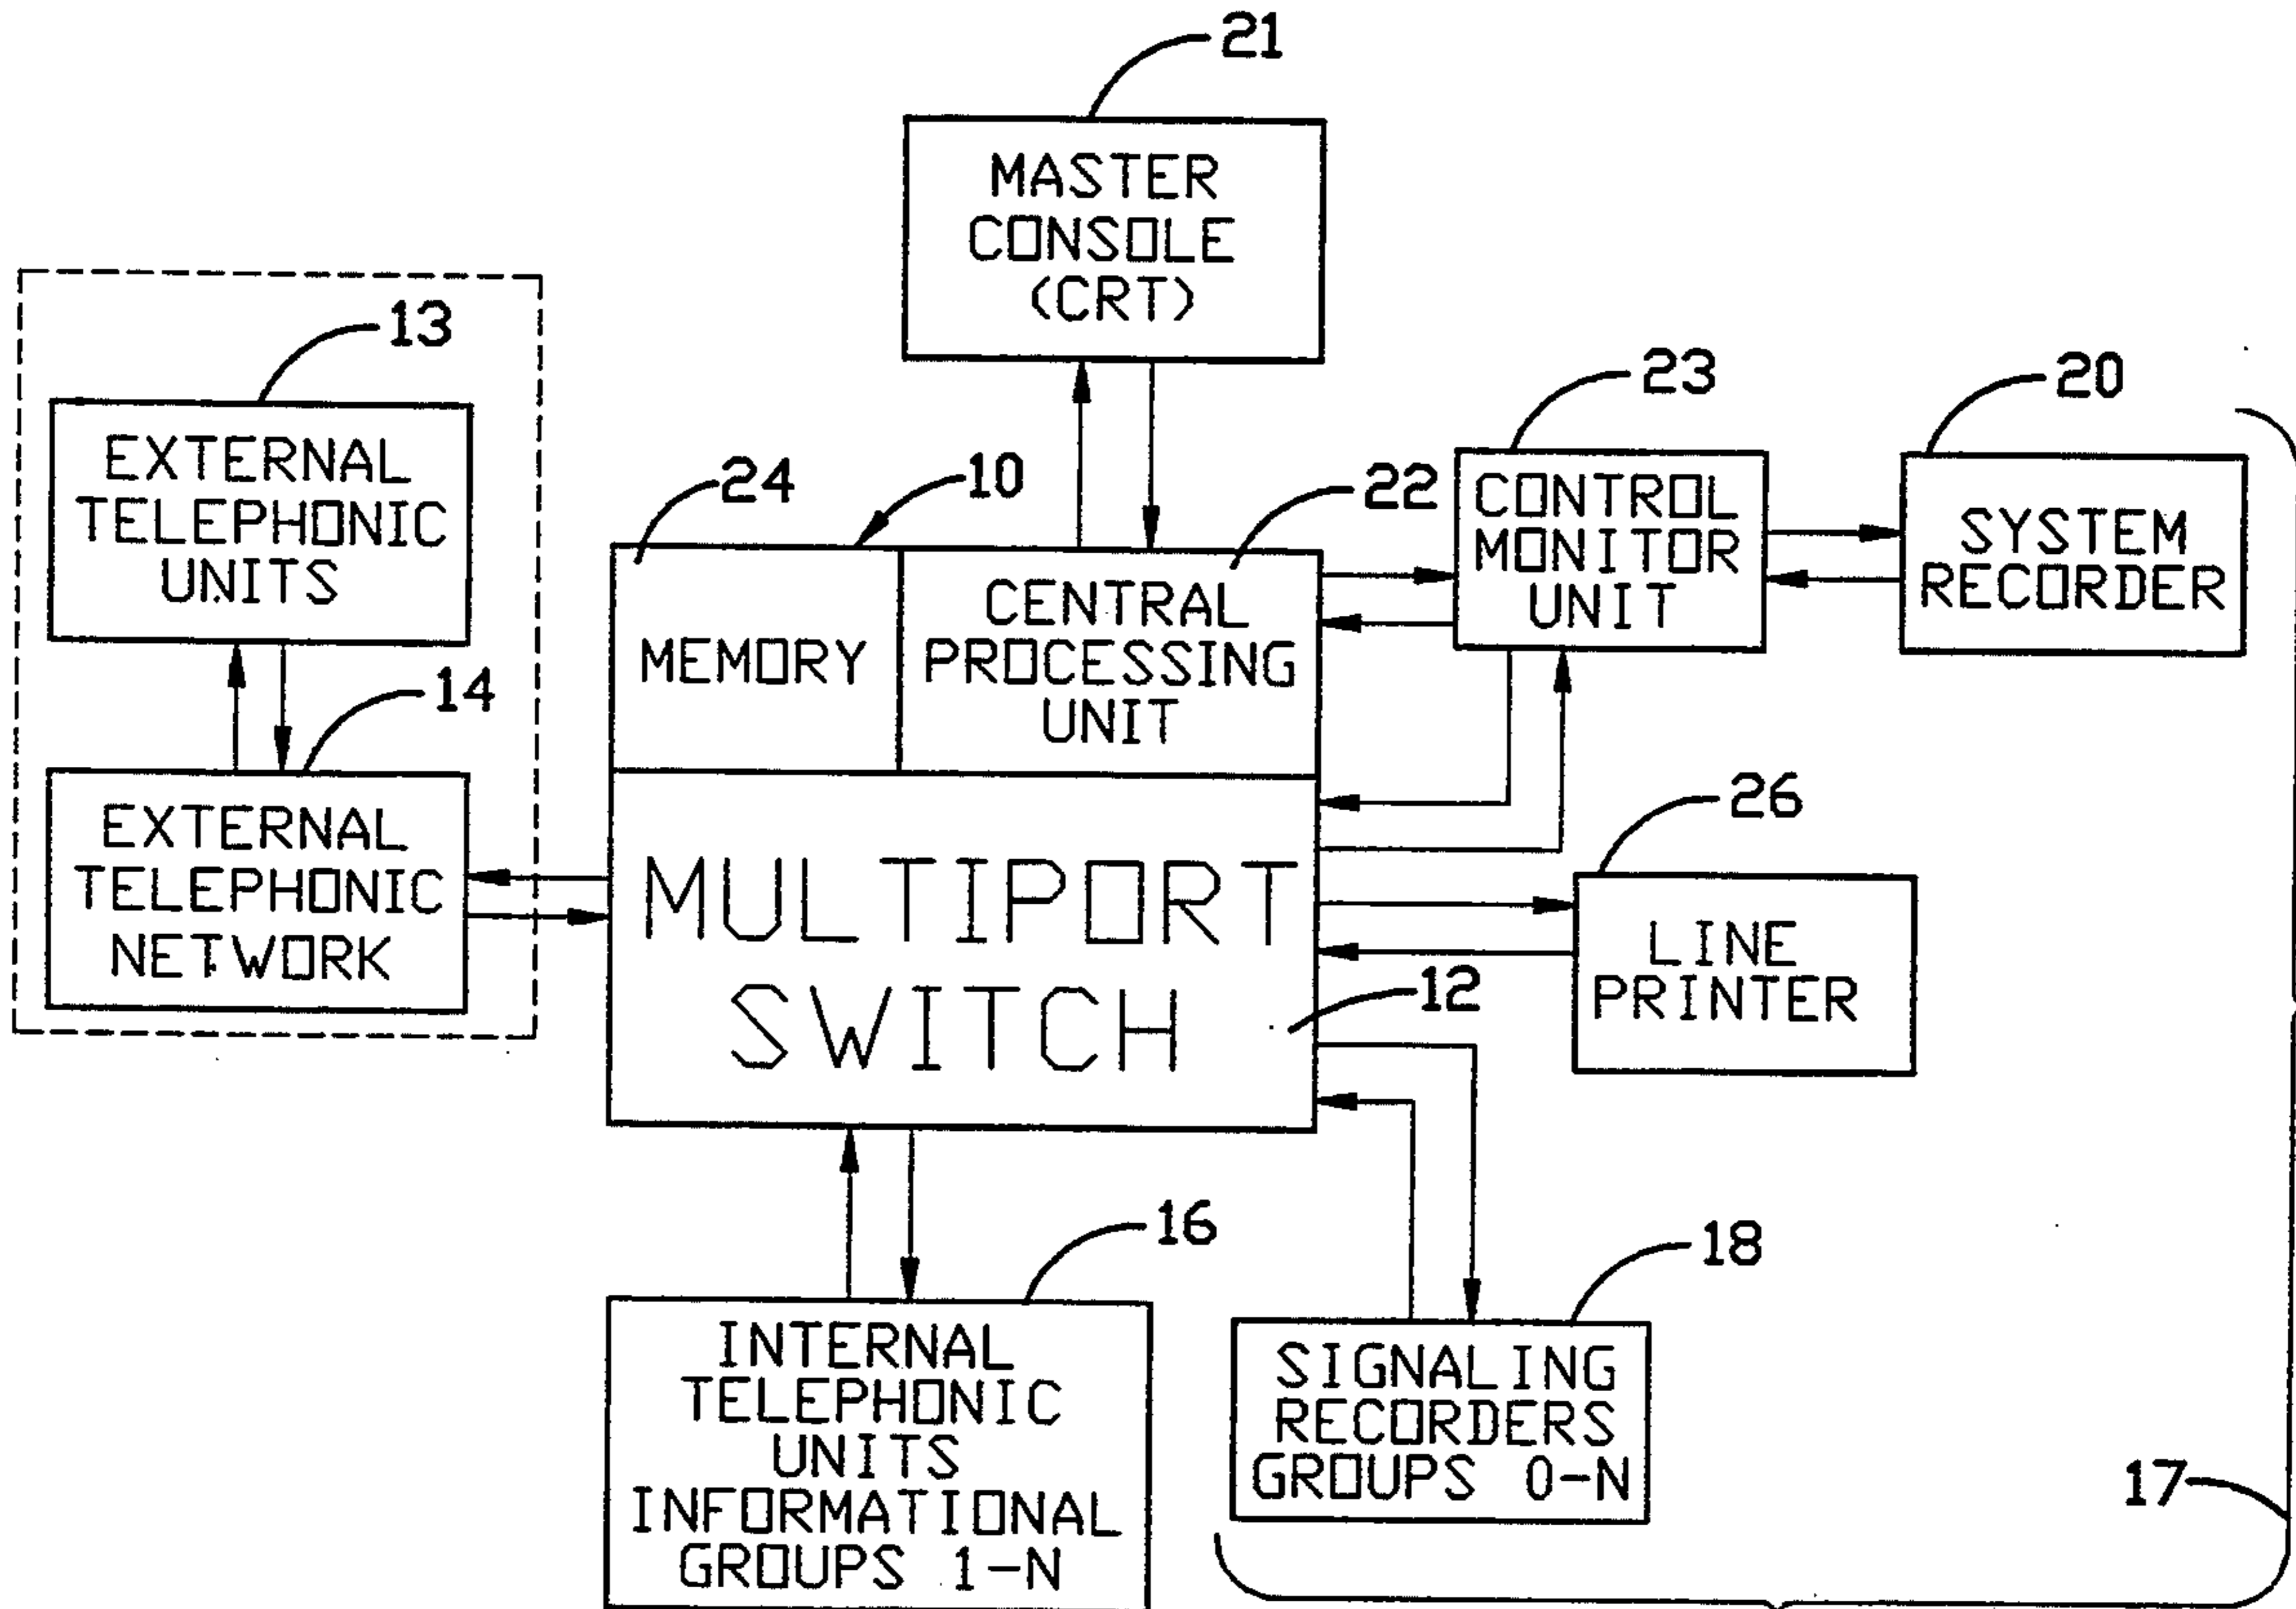 21
MASTER
CONSOLE
(CRT)
13
EXTERNAL
TELEPHONIC
UNITS
14
EXTERNAL
TELEPHONIC
NETWORK
24
10
22
MEMORY
CENTRAL
PROCESSING
UNIT
MULTIPORT
SWITCH
12
23
CONTROL
MONITOR
UNIT
20
SYSTEM
RECORDER
26
LINE
PRINTER
16
INTERNAL
TELEPHONIC
UNITS
INFORMATIONAL
GROUPS 1-N
18
SIGNALING
RECORDERS
GROUPS 0-N
17